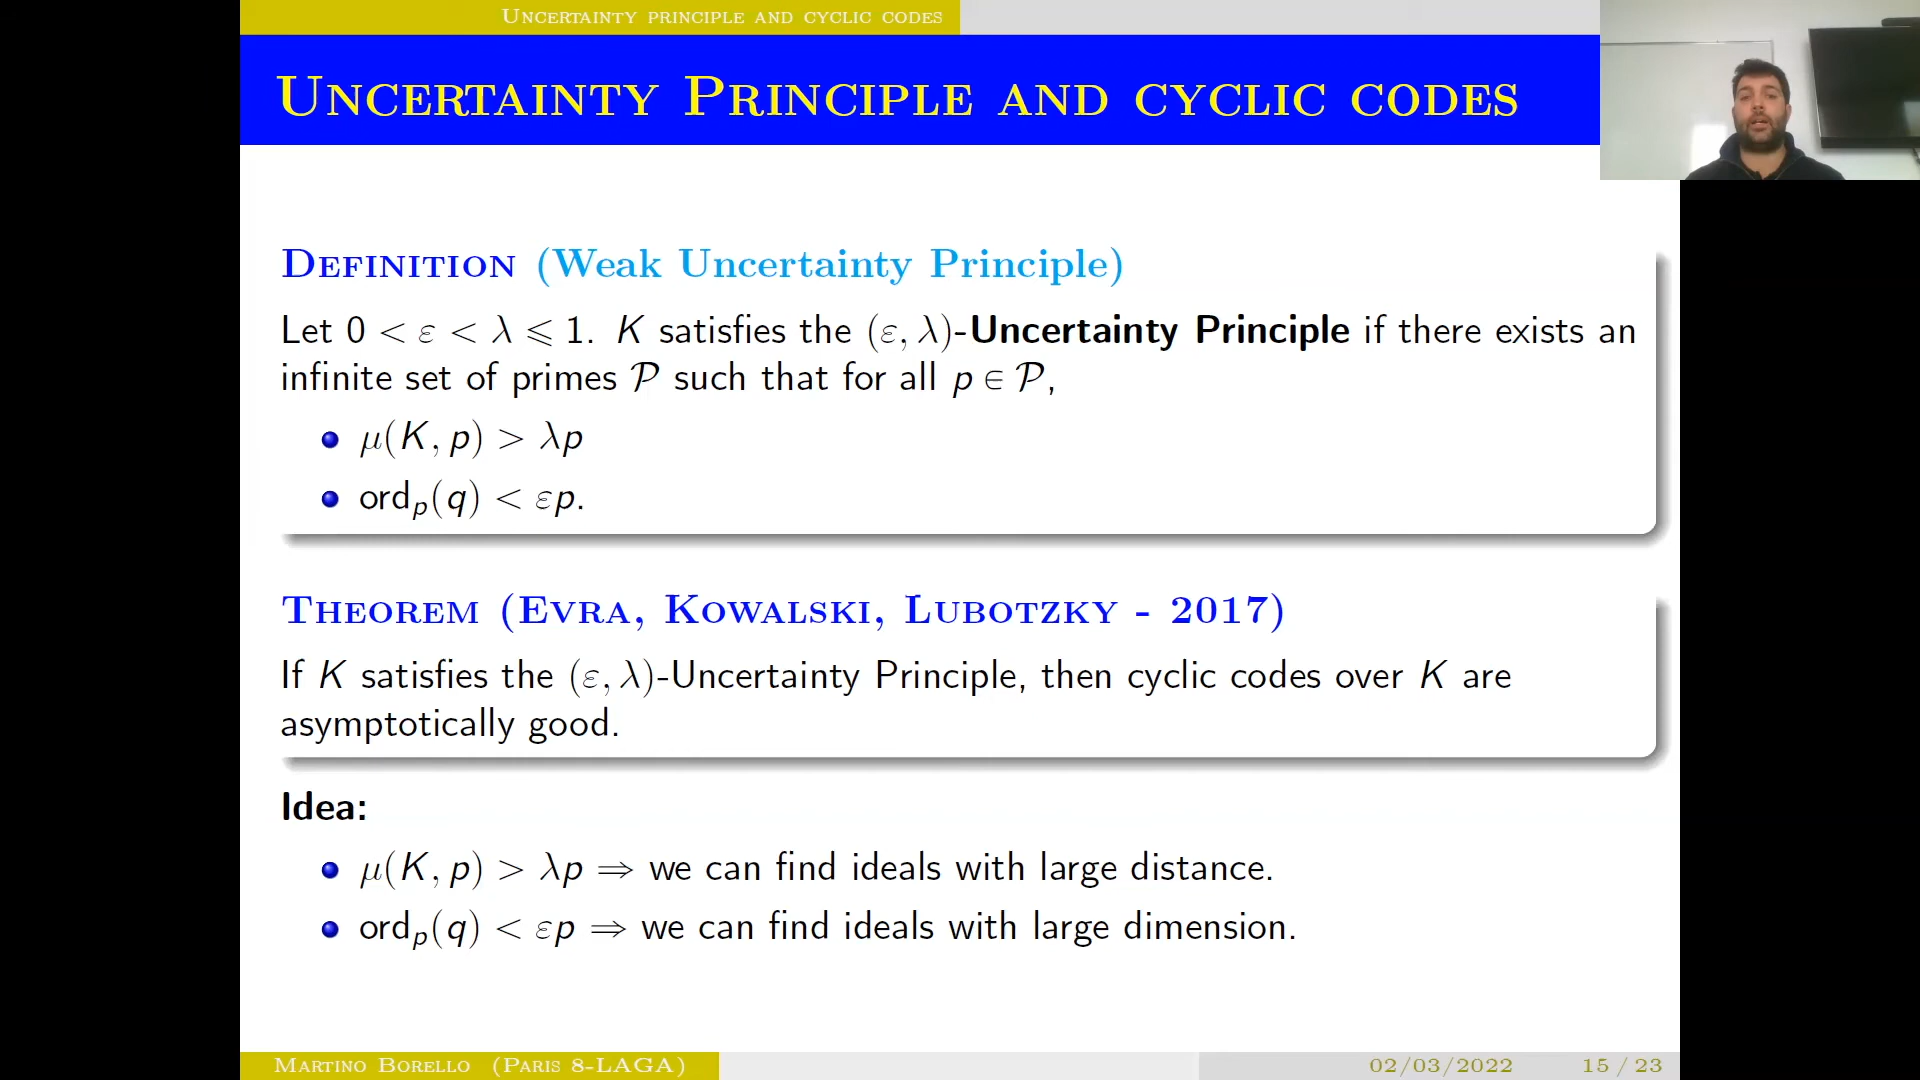 Uncertainty principle and cyclic codes
Uncertainty Principle and cyclic codes
Definition (Weak Uncertainty Principle)
Let 0 < ε < λ ⩽ 1. K satisfies the (ε, λ)-Uncertainty Principle if there exists an
infinite set of primes 𝒫 such that for all p ∈ 𝒫,
• μ(K, p) > λp
• ord_p(q) < εp.
Theorem (Evra, Kowalski, Lubotzky - 2017)
If K satisfies the (ε, λ)-Uncertainty Principle, then cyclic codes over K are
asymptotically good.
Idea:
• μ(K, p) > λp ⇒ we can find ideals with large distance.
• ord_p(q) < εp ⇒ we can find ideals with large dimension.
Martino Borello (Paris 8-LAGA) 02/03/2022 15 / 23